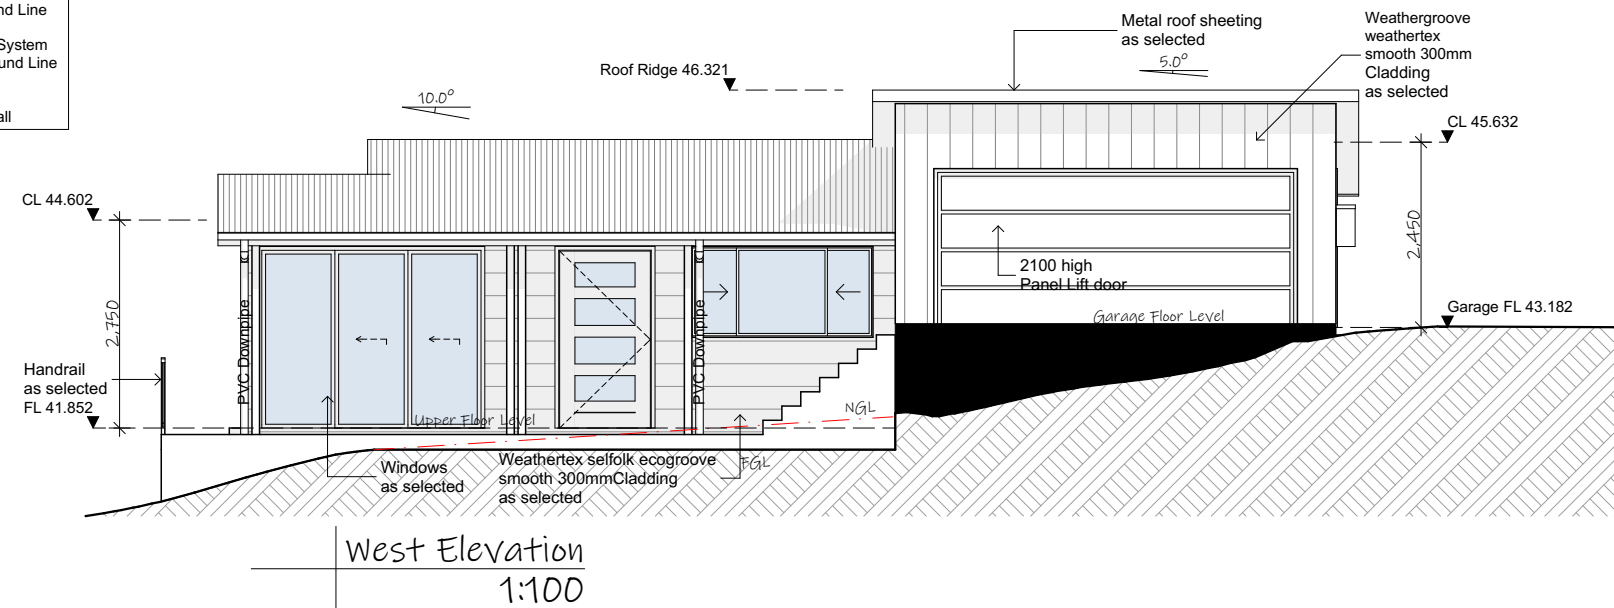 nd Line
System
und Line
all
Metal roof sheeting
as selected
Weathergroove
weathertex
smooth 300mm
Cladding
as selected
Roof Ridge 46.321
5.0°
10.0°
CL 45.632
CL 44.602
2,450
2100 high
Panel Lift door
Garage FL 43.182
Garage Floor Level
2,750
PVC Downpipe
PVC Downpipe
Handrail
as selected
FL 41.852
Upper Floor Level
NGL
FGL
Windows
as selected
Weathertex selfolk ecogroove
smooth 300mmCladding
as selected
West Elevation
1:100